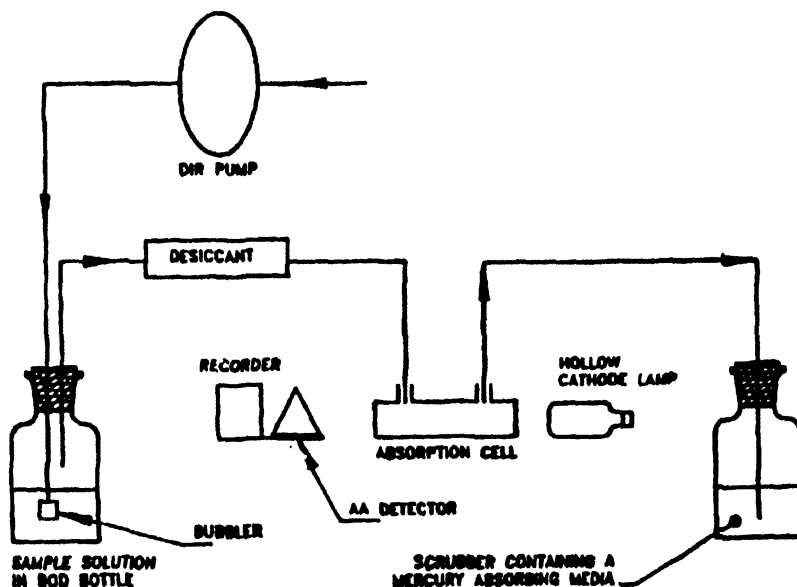 DIR PUMP
DESICCANT
RECORDER
HOLLOW
CATHODE LAMP
ABSORPTION CELL
AA DETECTOR
BUBBLER
SAMPLE SOLUTION
IN BOD BOTTLE
SCRUBBER CONTAINING A
MERCURY ABSORBING MEDIA